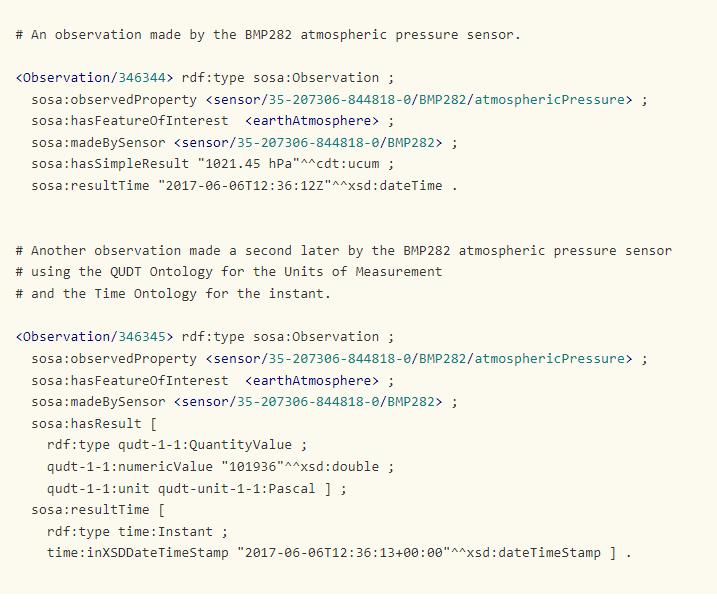 # An observation made by the BMP282 atmospheric pressure sensor.
<Observation/346344> rdf:type sosa:Observation ;
  sosa:observedProperty <sensor/35-207306-844818-0/BMP282/atmosphericPressure> ;
  sosa:hasFeatureOfInterest  <earthAtmosphere> ;
  sosa:madeBySensor <sensor/35-207306-844818-0/BMP282> ;
  sosa:hasSimpleResult "1021.45 hPa"^^cdt:ucum ;
  sosa:resultTime "2017-06-06T12:36:12Z"^^xsd:dateTime .
# Another observation made a second later by the BMP282 atmospheric pressure sensor
# using the QUDT Ontology for the Units of Measurement
# and the Time Ontology for the instant.
<Observation/346345> rdf:type sosa:Observation ;
  sosa:observedProperty <sensor/35-207306-844818-0/BMP282/atmosphericPressure> ;
  sosa:hasFeatureOfInterest  <earthAtmosphere> ;
  sosa:madeBySensor <sensor/35-207306-844818-0/BMP282> ;
  sosa:hasResult [
    rdf:type qudt-1-1:QuantityValue ;
    qudt-1-1:numericValue "101936"^^xsd:double ;
    qudt-1-1:unit qudt-unit-1-1:Pascal ] ;
  sosa:resultTime [
    rdf:type time:Instant ;
    time:inXSDDateTimeStamp "2017-06-06T12:36:13+00:00"^^xsd:dateTimeStamp ] .